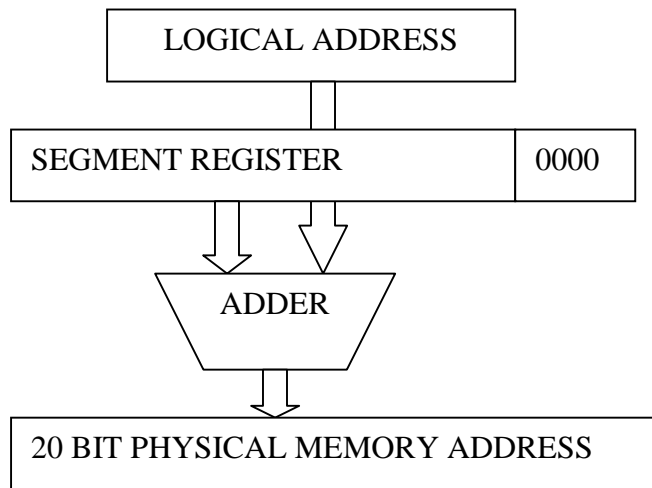 LOGICAL ADDRESS
SEGMENT REGISTER 0000
ADDER
20 BIT PHYSICAL MEMORY ADDRESS